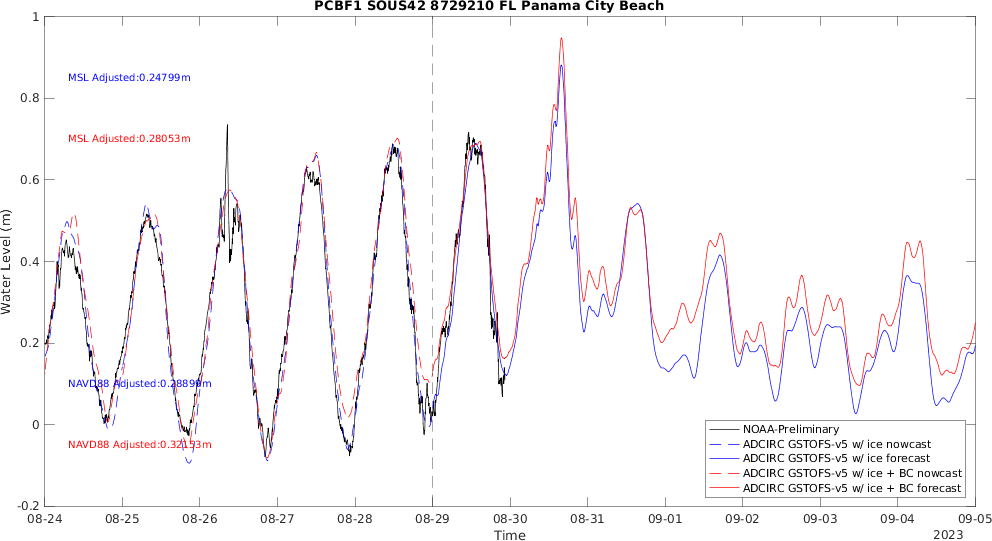 PCBF1 SOUS42 8729210 FL Panama City Beach
Water Level (m)
1
0.8
0.6
0.4
0.2
0
-0.2
MSL Adjusted:0.24799m
MSL Adjusted:0.28053m
NAVD88 Adjusted:0.28899m
NAVD88 Adjusted:0.32153m
NOAA-Preliminary
ADCIRC GSTOFS-v5 w/ ice nowcast
ADCIRC GSTOFS-v5 w/ ice forecast
ADCIRC GSTOFS-v5 w/ ice + BC nowcast
ADCIRC GSTOFS-v5 w/ ice + BC forecast
08-24 08-25 08-26 08-27 08-28 08-29 08-30 08-31 09-01 09-02 09-03 09-04 09-05
Time
2023